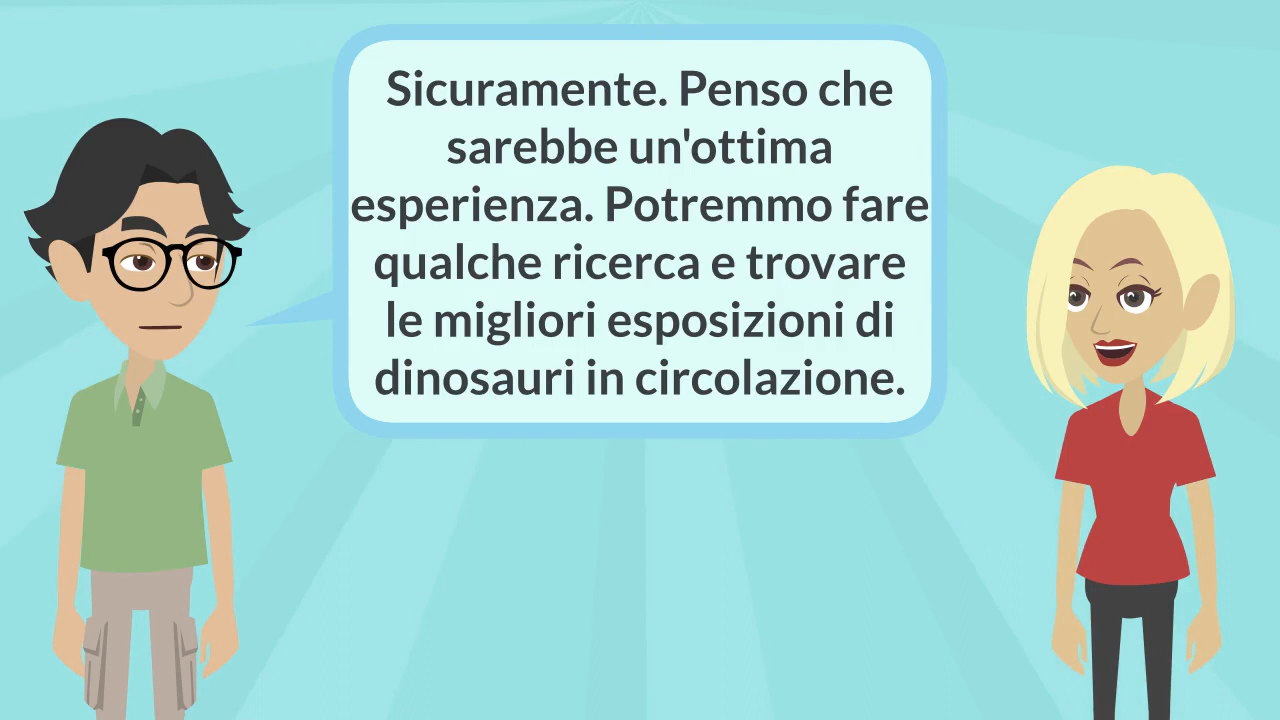 Sicuramente. Penso che
sarebbe un'ottima
esperienza. Potremmo fare
qualche ricerca e trovare
le migliori esposizioni di
dinosauri in circolazione.